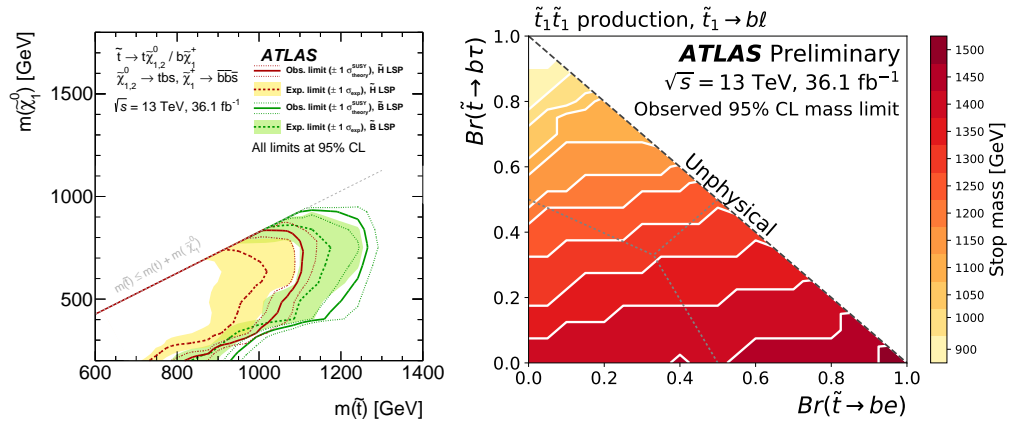 m(χ̃₁⁰) [GeV]
1500
1000
500
600 800 1000 1200 1400
m(t̃) [GeV]
t̃ → tχ̃⁰₁,₂ / bχ̃₁⁺
χ̃⁰₁,₂ → tbs, χ̃₁⁺ → b̄b̄s̄
√s = 13 TeV, 36.1 fb⁻¹
ATLAS
Obs. limit (± 1 σ^SUSY_theory), H̃ LSP
Exp. limit (± 1 σ_exp), H̃ LSP
Obs. limit (± 1 σ^SUSY_theory), B̃ LSP
Exp. limit (± 1 σ_exp), B̃ LSP
All limits at 95% CL
m(t̃) ≤ m(t) + m(χ̃₁⁰)
t̃₁t̃₁ production, t̃₁ → bℓ
ATLAS Preliminary
√s = 13 TeV, 36.1 fb⁻¹
Observed 95% CL mass limit
Unphysical
Br(t̃ → bτ)
1.0
0.8
0.6
0.4
0.2
0.0
0.0 0.2 0.4 0.6 0.8 1.0
Br(t̃ → be)
1500
1450
1400
1350
1300
1250
1200
1150
1100
1050
1000
950
900
Stop mass [GeV]